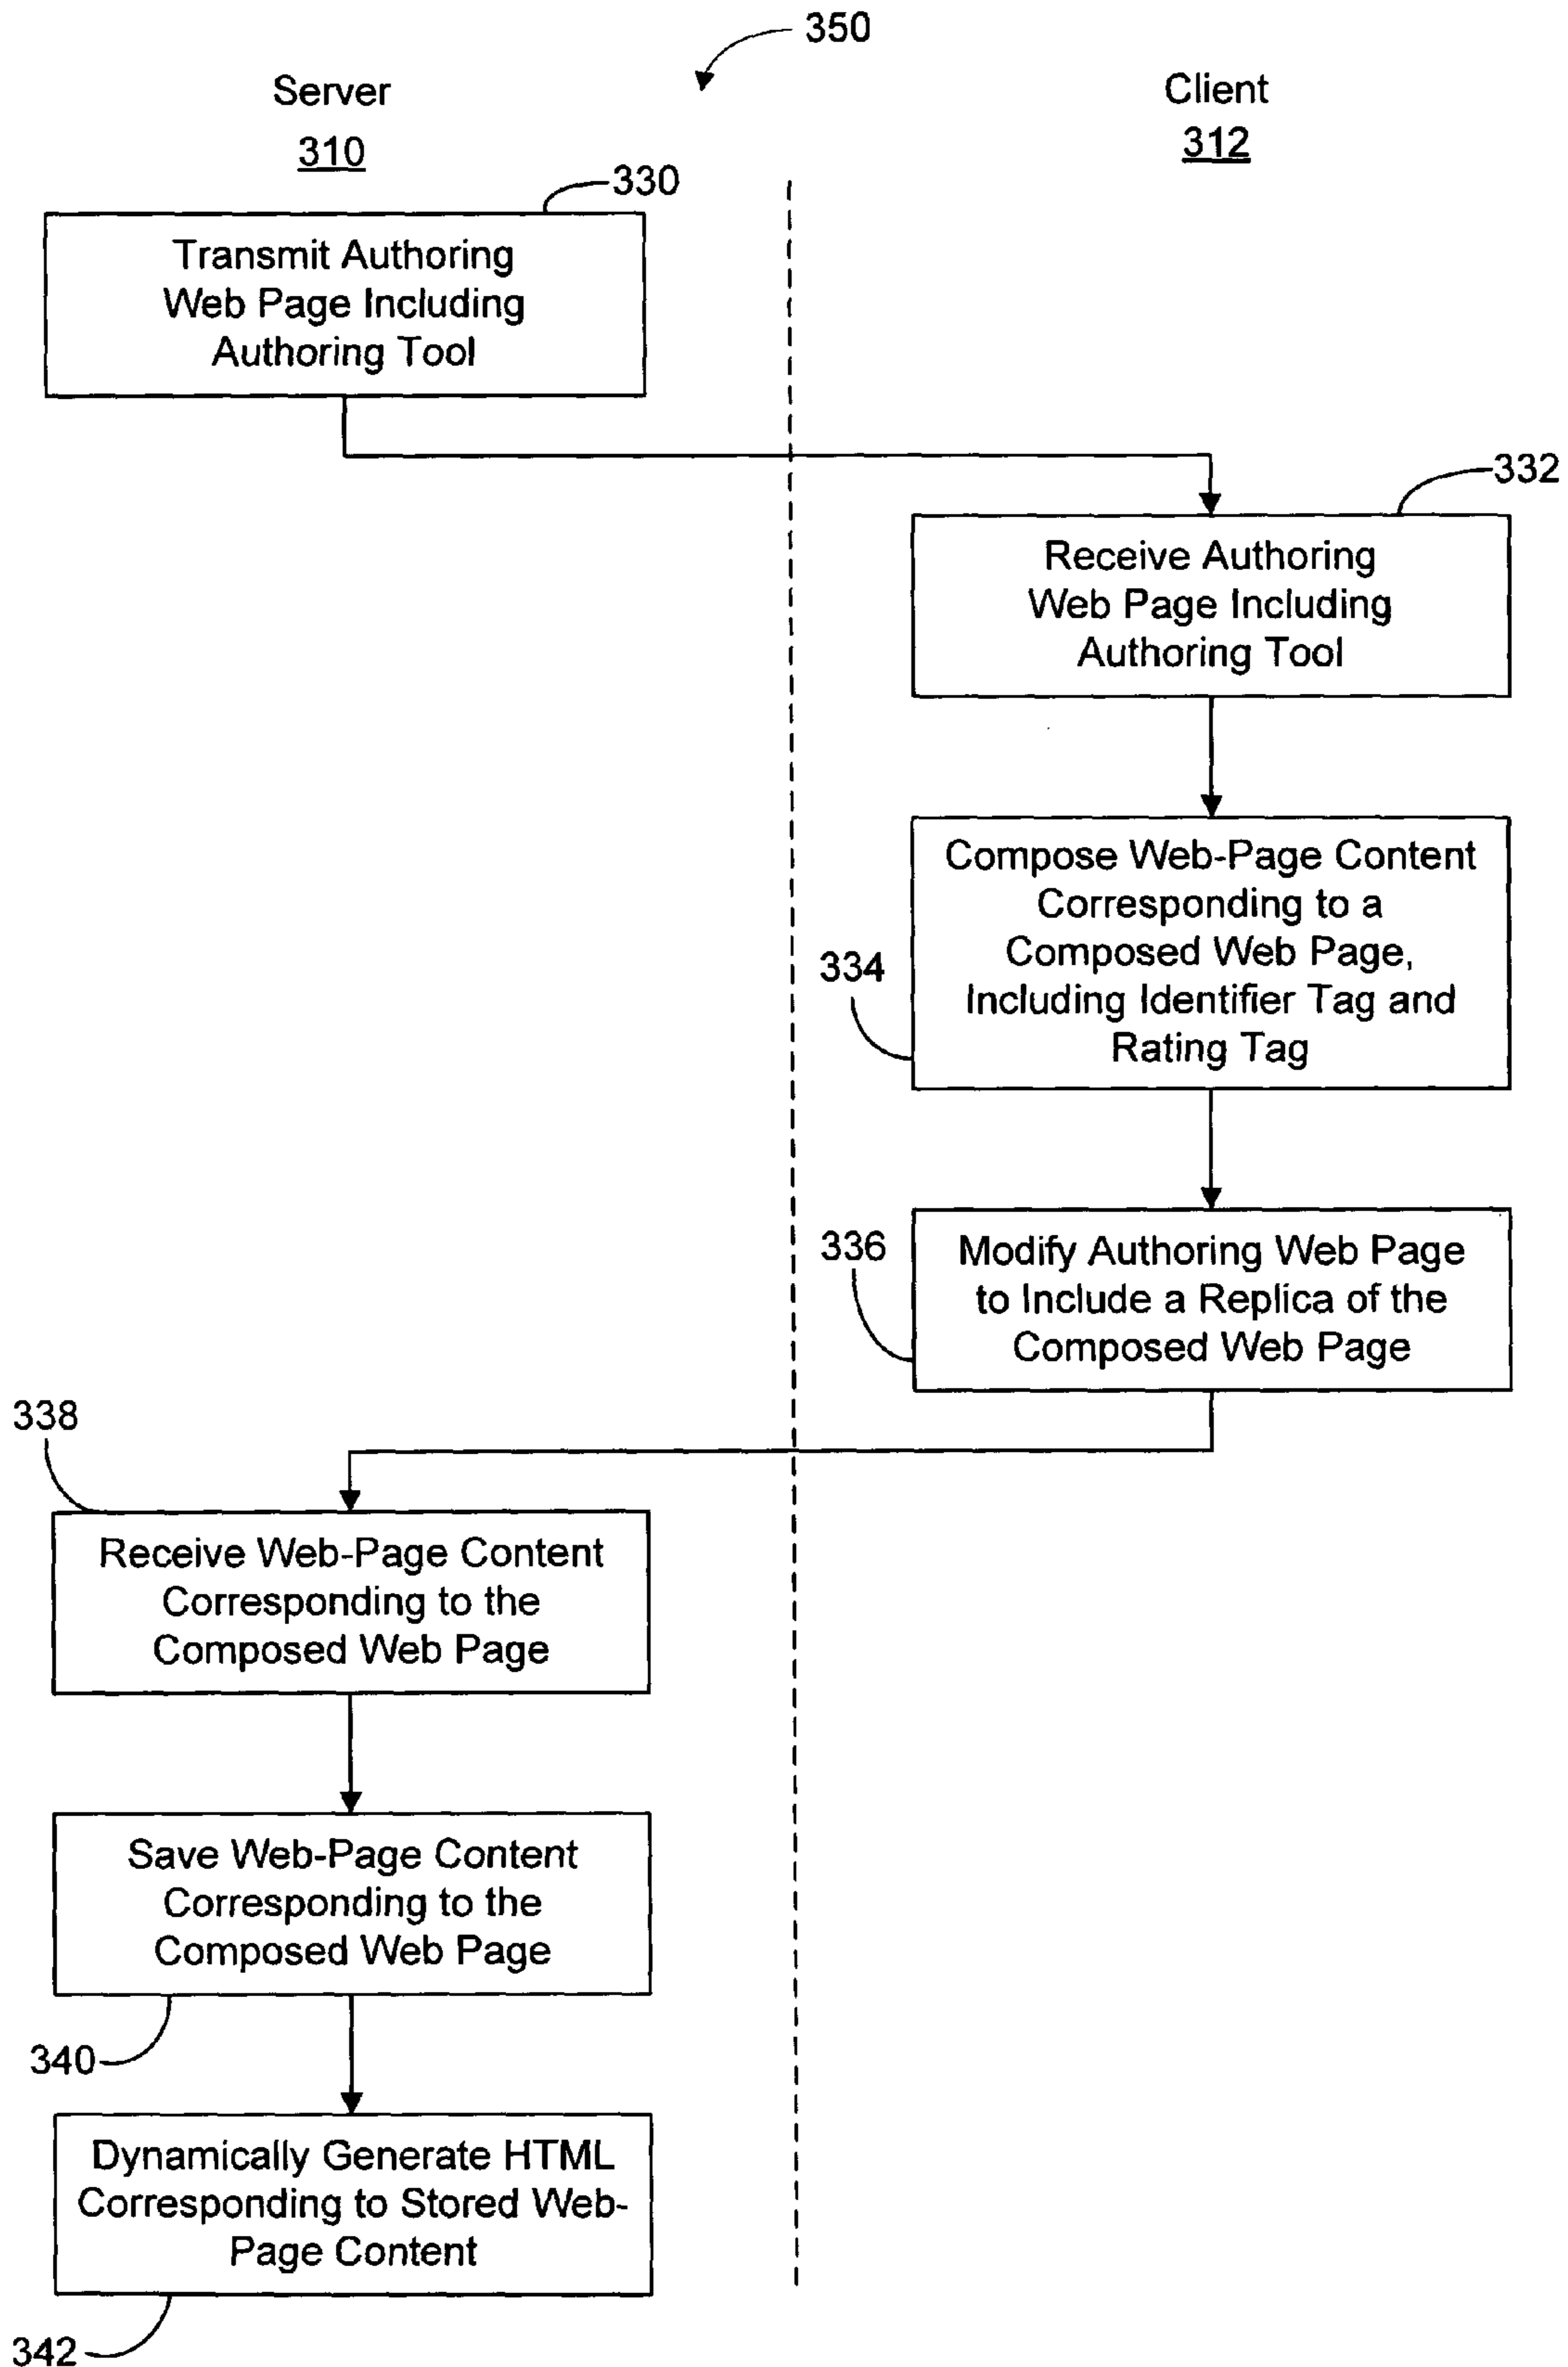 350
Server
310
Client
312
330
Transmit Authoring
Web Page Including
Authoring Tool
332
Receive Authoring
Web Page Including
Authoring Tool
334
Compose Web-Page Content
Corresponding to a
Composed Web Page,
Including Identifier Tag and
Rating Tag
336
Modify Authoring Web Page
to Include a Replica of the
Composed Web Page
338
Receive Web-Page Content
Corresponding to the
Composed Web Page
Save Web-Page Content
Corresponding to the
Composed Web Page
340
Dynamically Generate HTML
Corresponding to Stored Web-
Page Content
342